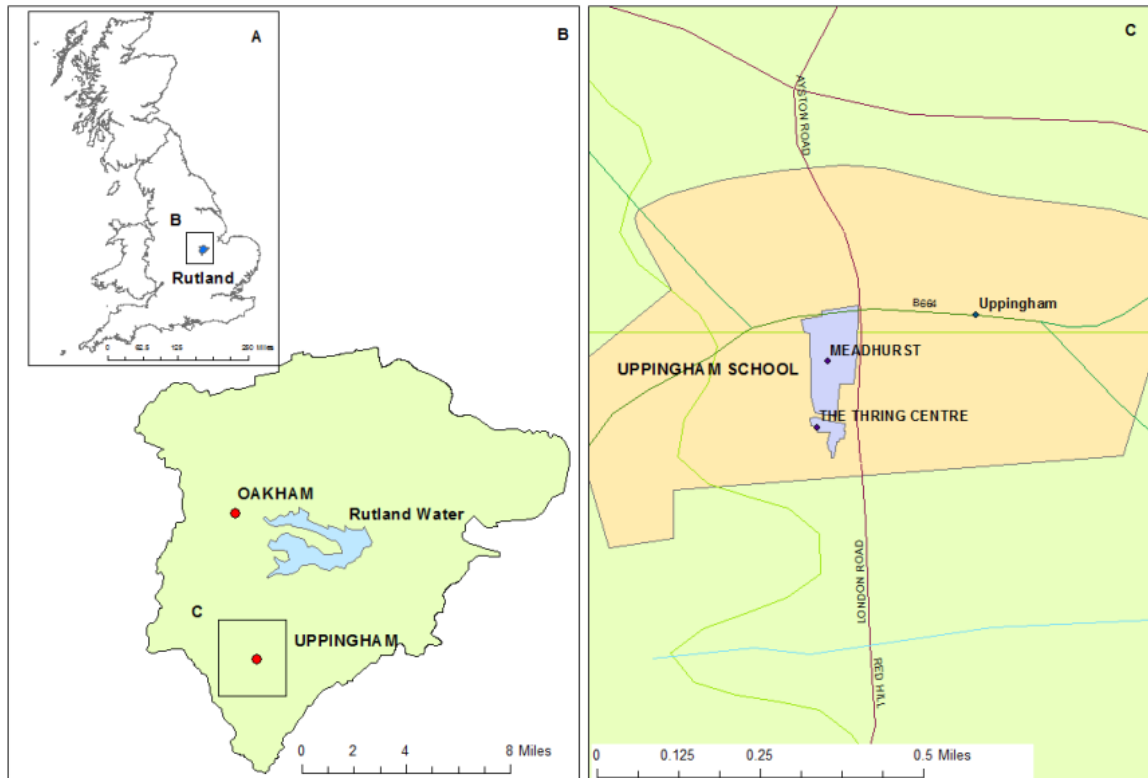 A
B
Rutland
0 62.5 125 250 Miles
B
OAKHAM
Rutland Water
C
UPPINGHAM
0 2 4 8 Miles
C
AYSTON ROAD
B664
Uppingham
MEADHURST
UPPINGHAM SCHOOL
THE THRING CENTRE
LONDON ROAD
RED HILL
0 0.125 0.25 0.5 Miles